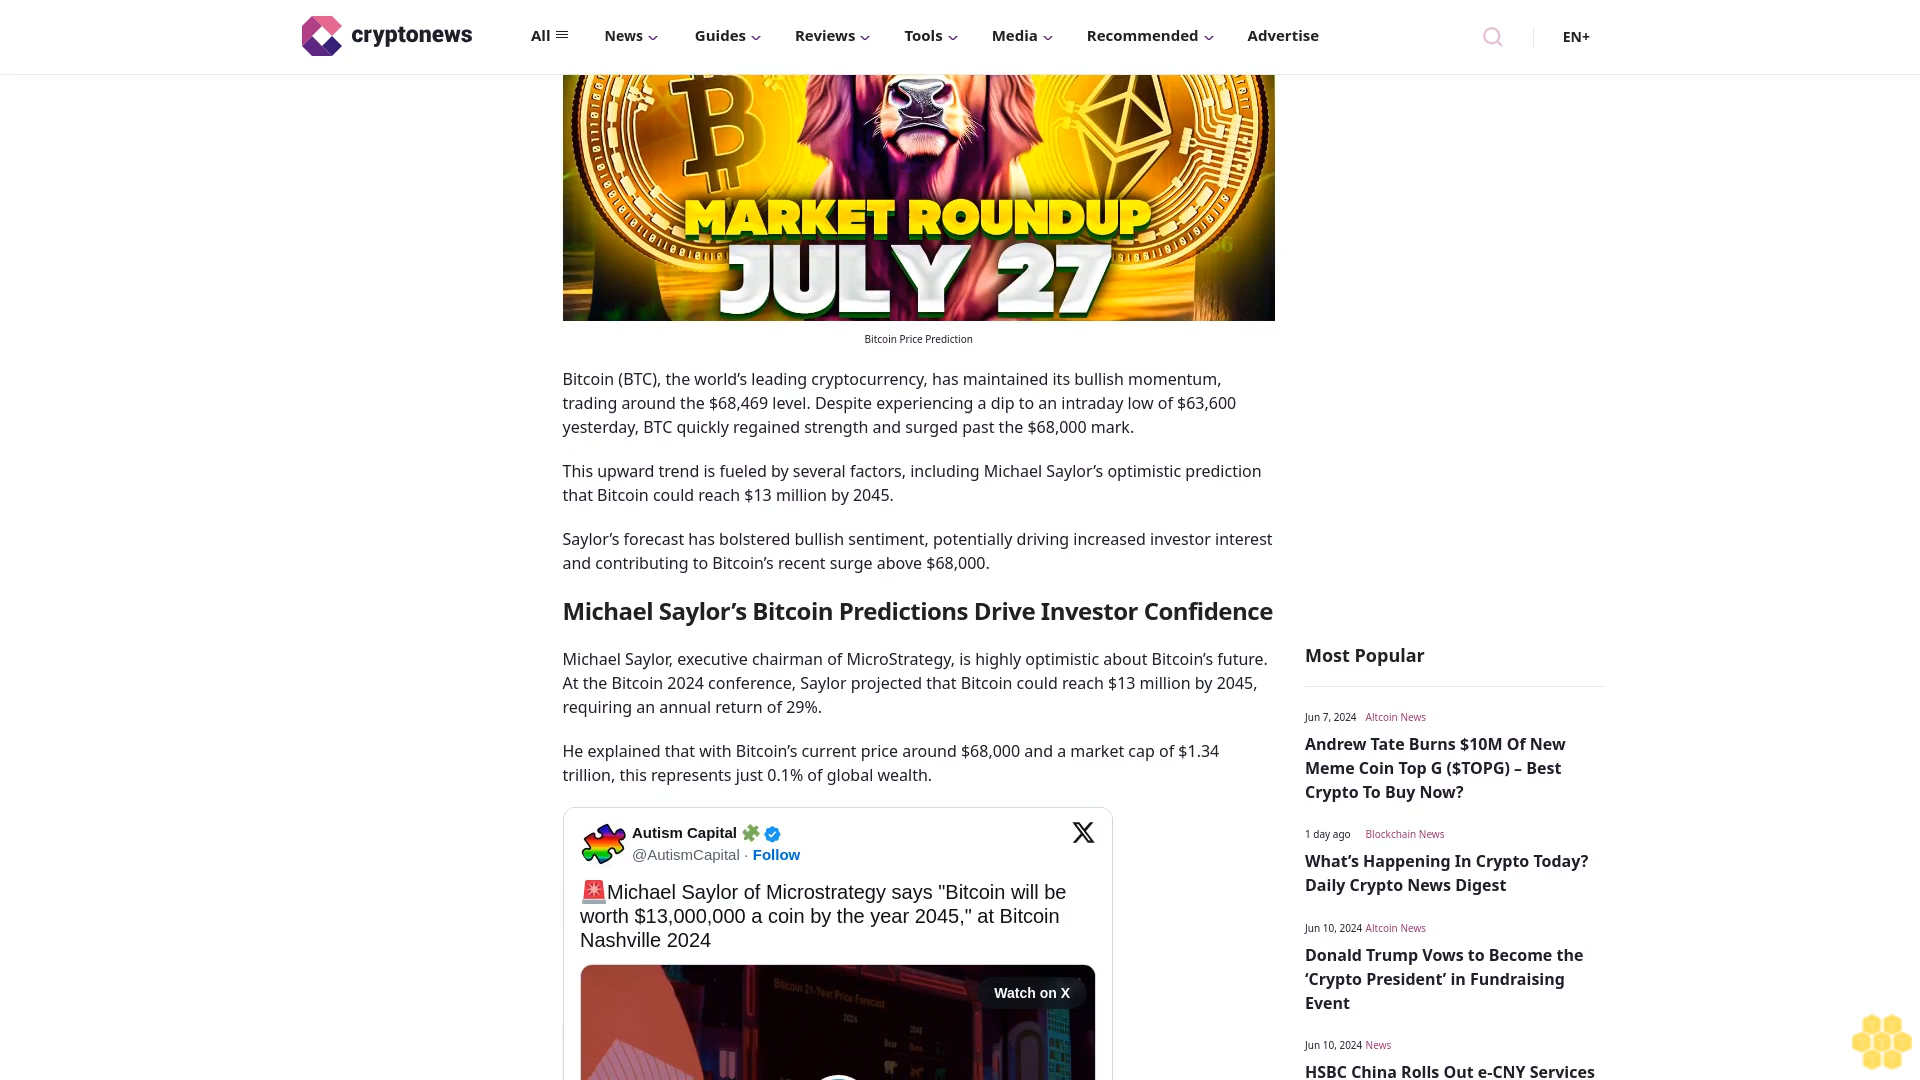 cryptonews
All
News
Guides
Reviews
Tools
Media
Recommended
Advertise
EN+
MARKET ROUNDUP
JULY 27
Bitcoin Price Prediction
Bitcoin (BTC), the world’s leading cryptocurrency, has maintained its bullish momentum,
trading around the $68,469 level. Despite experiencing a dip to an intraday low of $63,600
yesterday, BTC quickly regained strength and surged past the $68,000 mark.
This upward trend is fueled by several factors, including Michael Saylor’s optimistic prediction
that Bitcoin could reach $13 million by 2045.
Saylor’s forecast has bolstered bullish sentiment, potentially driving increased investor interest
and contributing to Bitcoin’s recent surge above $68,000.
Michael Saylor’s Bitcoin Predictions Drive Investor Confidence
Michael Saylor, executive chairman of MicroStrategy, is highly optimistic about Bitcoin’s future.
At the Bitcoin 2024 conference, Saylor projected that Bitcoin could reach $13 million by 2045,
requiring an annual return of 29%.
He explained that with Bitcoin’s current price around $68,000 and a market cap of $1.34
trillion, this represents just 0.1% of global wealth.
Autism Capital 🧩
@AutismCapital · Follow
🚨Michael Saylor of Microstrategy says "Bitcoin will be
worth $13,000,000 a coin by the year 2045," at Bitcoin
Nashville 2024
Watch on X
Bitcoin 21-Year Price Forecast
2024
2045
Bear
Most Popular
Jun 7, 2024 Altcoin News
Andrew Tate Burns $10M Of New
Meme Coin Top G ($TOPG) – Best
Crypto To Buy Now?
1 day ago Blockchain News
What’s Happening In Crypto Today?
Daily Crypto News Digest
Jun 10, 2024 Altcoin News
Donald Trump Vows to Become the
‘Crypto President’ in Fundraising
Event
Jun 10, 2024 News
HSBC China Rolls Out e-CNY Services